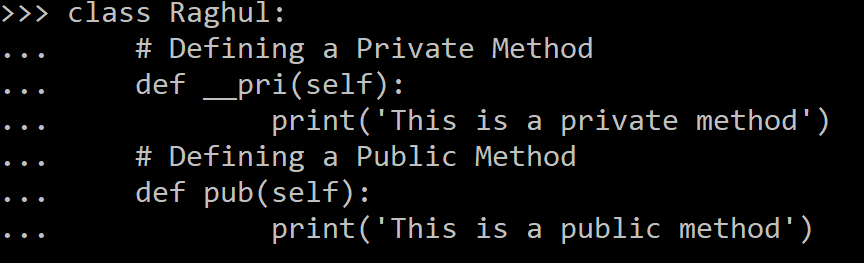 >>> class Raghul:
...     # Defining a Private Method
...     def __pri(self):
...             print('This is a private method')
...     # Defining a Public Method
...     def pub(self):
...             print('This is a public method')